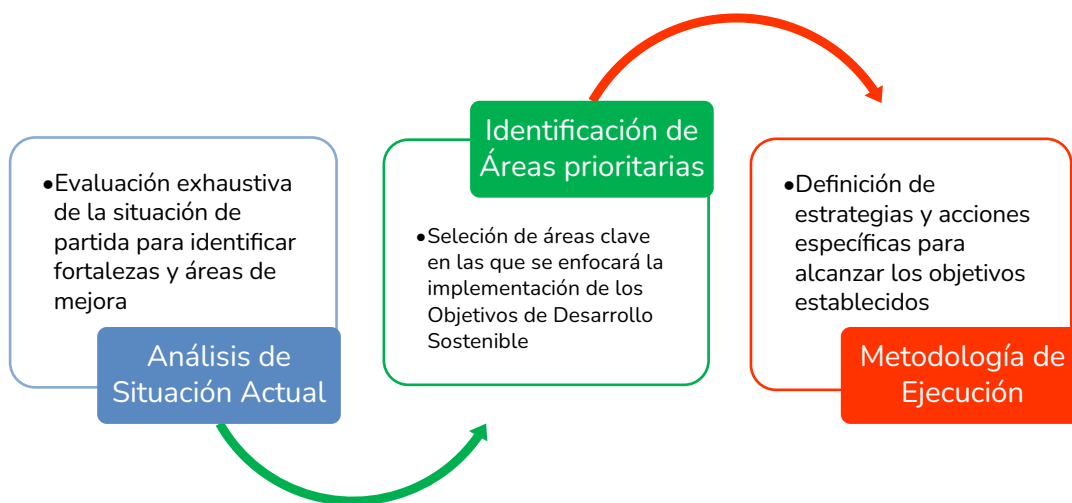 •Evaluación exhaustiva
de la situación de
partida para identificar
fortalezas y áreas de
mejora
Análisis de
Situación Actual
Identificación de
Áreas prioritarias
•Seleción de áreas clave
en las que se enfocará la
implementación de los
Objetivos de Desarrollo
Sostenible
•Definición de
estrategias y acciones
específicas para
alcanzar los objetivos
establecidos
Metodología de
Ejecución